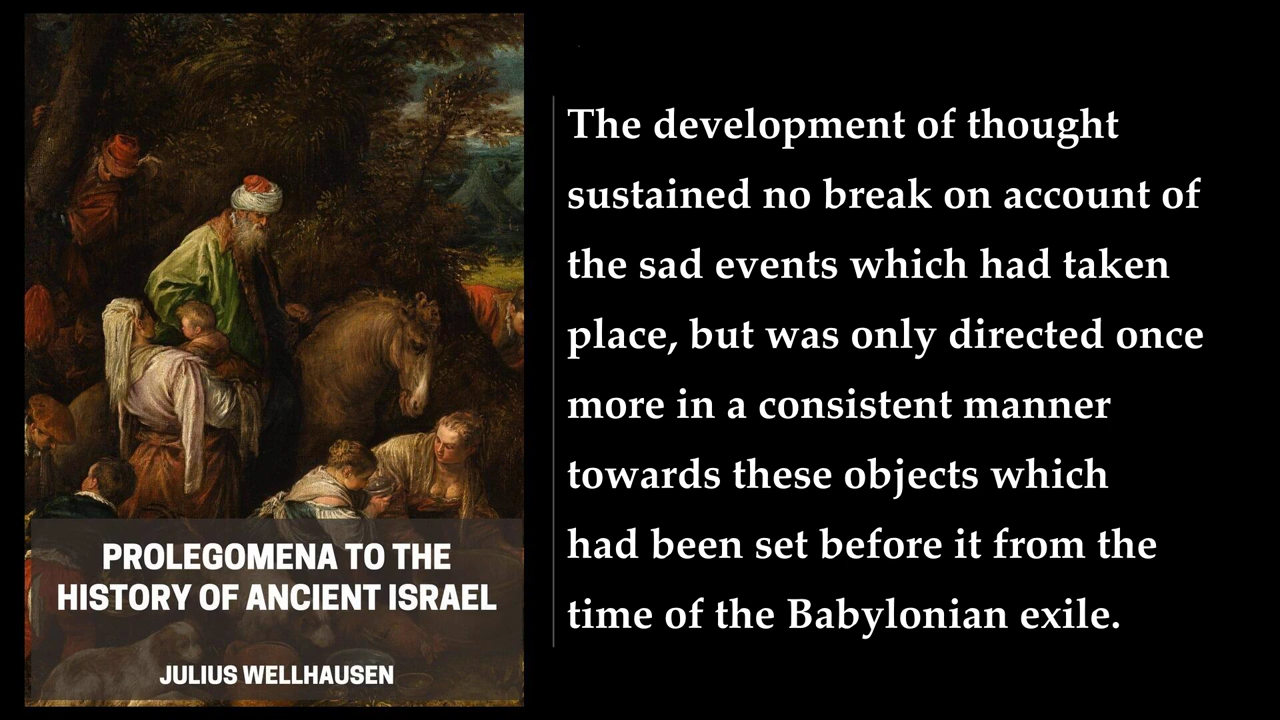 PROLEGOMENA TO THE
HISTORY OF ANCIENT ISRAEL
JULIUS WELLHAUSEN
The development of thought
sustained no break on account of
the sad events which had taken
place, but was only directed once
more in a consistent manner
towards these objects which
had been set before it from the
time of the Babylonian exile.